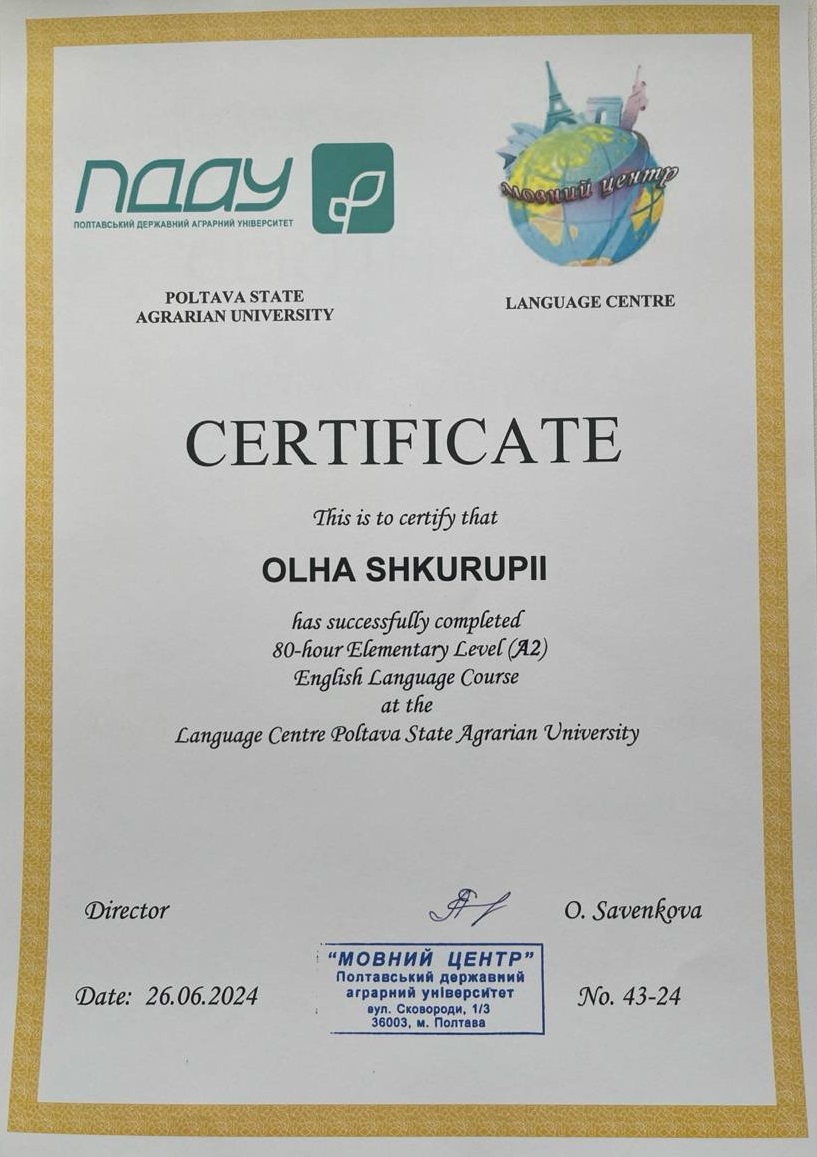 ПДАУ
ПОЛТАВСЬКИЙ ДЕРЖАВНИЙ АГРАРНИЙ УНІВЕРСИТЕТ
мовний центр
POLTAVA STATE
AGRARIAN UNIVERSITY
LANGUAGE CENTRE
CERTIFICATE
This is to certify that
OLHA SHKURUPII
has successfully completed
80-hour Elementary Level (A2)
English Language Course
at the
Language Centre Poltava State Agrarian University
Director
O. Savenkova
"МОВНИЙ ЦЕНТР"
Полтавський державний
аграрний університет
вул. Сковороди, 1/3
36003, м. Полтава
Date: 26.06.2024
No. 43-24